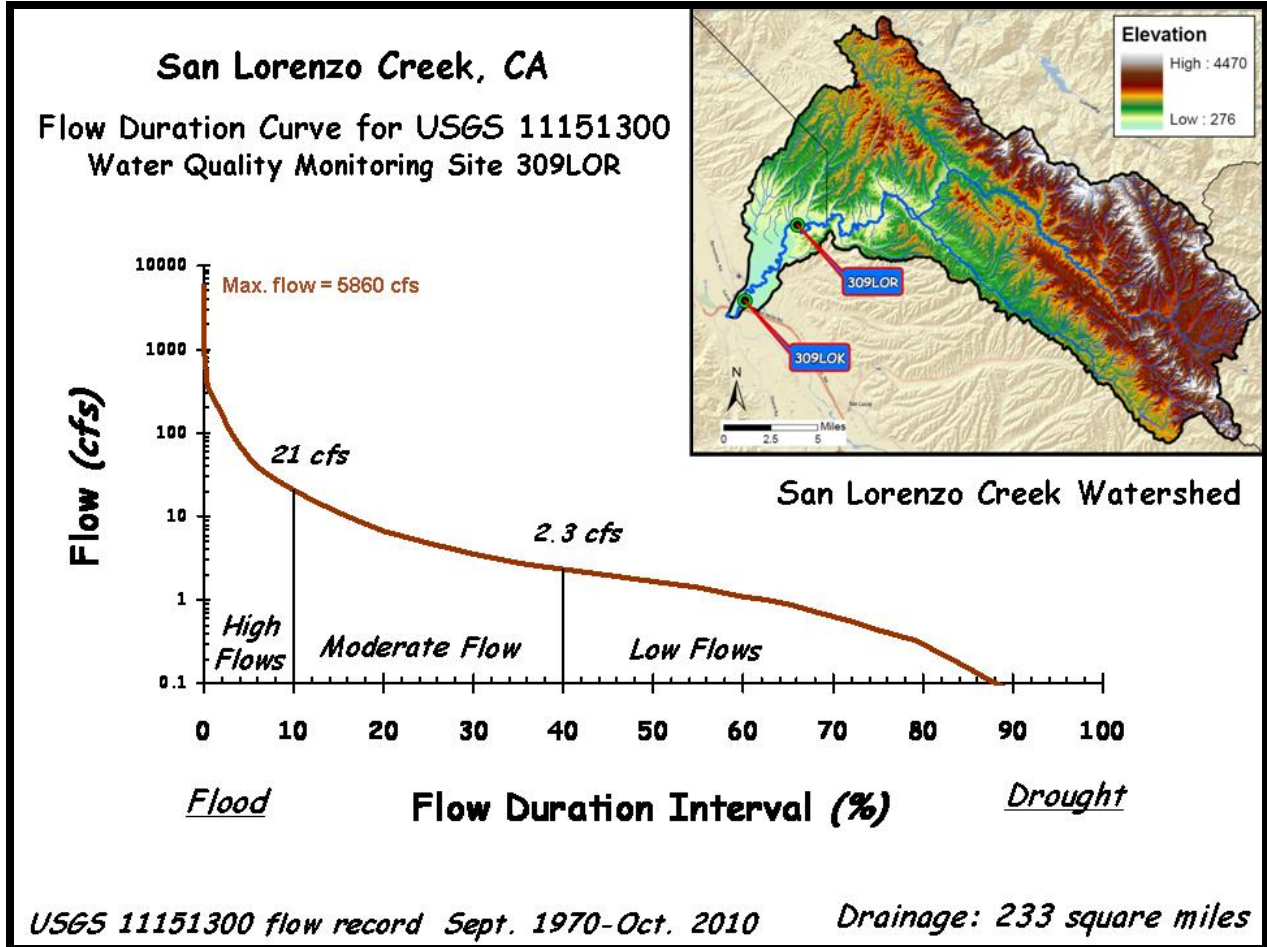 San Lorenzo Creek, CA
Flow Duration Curve for USGS 11151300
Water Quality Monitoring Site 309LOR
Elevation
High : 4470
Low : 276
309LOR
309LOK
N
Miles
0 2.5 5
San Lorenzo Creek Watershed
Flow (cfs)
10000
1000
100
10
1
0.1
Max. flow = 5860 cfs
21 cfs
2.3 cfs
High
Flows
Moderate Flow
Low Flows
0 10 20 30 40 50 60 70 80 90 100
Flood
Flow Duration Interval (%)
Drought
USGS 11151300 flow record Sept. 1970-Oct. 2010
Drainage: 233 square miles